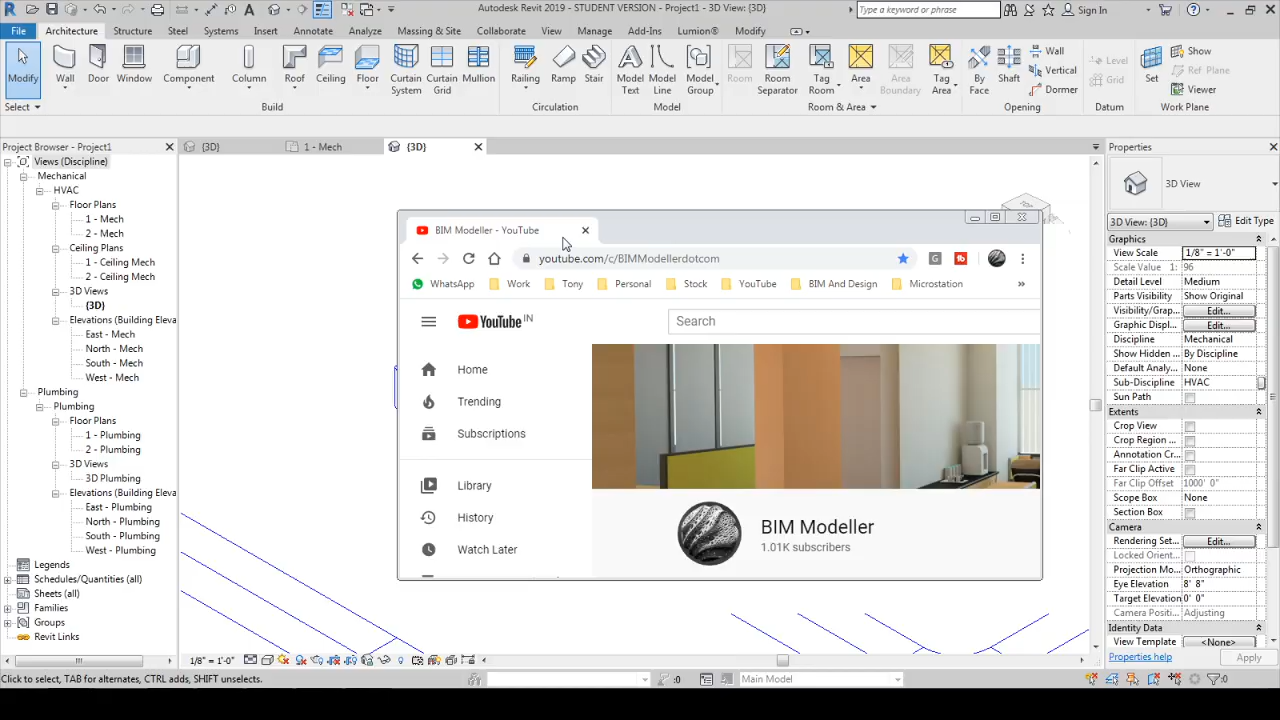 Autodesk Revit 2019 - STUDENT VERSION - Project1 - 3D View: {3D}
Type a keyword or phrase
Sign In
File Architecture Structure Steel Systems Insert Annotate Analyze Massing & Site Collaborate View Manage Add-Ins Lumion® Modify
Modify
Wall
Door
Window
Component
Column
Roof
Ceiling
Floor
Curtain System
Curtain Grid
Mullion
Railing
Ramp
Stair
Model Text
Model Line
Model Group
Room
Room Separator
Tag Room
Area
Area Boundary
Tag Area
By Face
Shaft
Wall
Vertical
Dormer
Level
Grid
Set
Show
Ref Plane
Viewer
Select
Build
Circulation
Model
Room & Area
Opening
Datum
Work Plane
Project Browser - Project1
{3D}
1 - Mech
{3D}
Properties
Views (Discipline)
Mechanical
HVAC
Floor Plans
1 - Mech
2 - Mech
Ceiling Plans
1 - Ceiling Mech
2 - Ceiling Mech
3D Views
{3D}
Elevations (Building Eleva
East - Mech
North - Mech
South - Mech
West - Mech
Plumbing
Plumbing
Floor Plans
1 - Plumbing
2 - Plumbing
3D Views
3D Plumbing
Elevations (Building Eleva
East - Plumbing
North - Plumbing
South - Plumbing
West - Plumbing
Legends
Schedules/Quantities (all)
Sheets (all)
Families
Groups
Revit Links
BIM Modeller - YouTube
youtube.com/c/BIMModellerdotcom
WhatsApp Work Tony Personal Stock YouTube BIM And Design Microstation »
YouTube IN
Search
Home
Trending
Subscriptions
Library
History
Watch Later
BIM Modeller
1.01K subscribers
3D View
3D View: {3D}
Edit Type
Graphics
View Scale 1/8" = 1'-0"
Scale Value 1: 96
Detail Level Medium
Parts Visibility Show Original
Visibility/Grap... Edit...
Graphic Displ... Edit...
Discipline Mechanical
Show Hidden ... By Discipline
Default Analy... None
Sub-Discipline HVAC
Sun Path
Extents
Crop View
Crop Region ...
Annotation Cr...
Far Clip Active
Far Clip Offset 1000' 0"
Scope Box None
Section Box
Camera
Rendering Set... Edit...
Locked Orient...
Projection Mo... Orthographic
Eye Elevation 8' 8"
Target Elevation 0' 0"
Camera Positi... Adjusting
Identity Data
View Template <None>
Properties help
Apply
1/8" = 1'-0"
Click to select, TAB for alternates, CTRL adds, SHIFT unselects.
:0
Main Model
:0